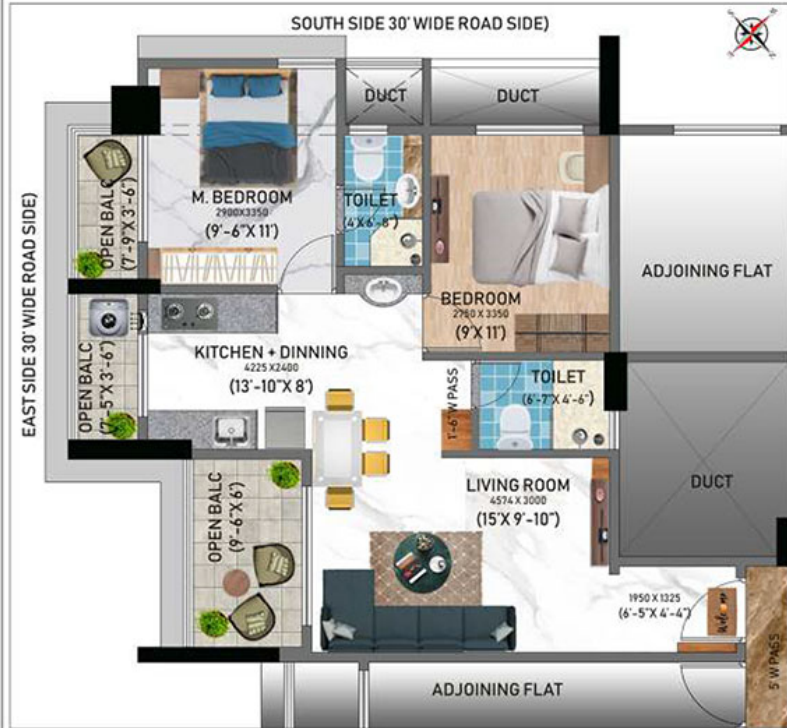 SOUTH SIDE 30' WIDE ROAD SIDE)
DUCT
DUCT
M. BEDROOM
2900X3350
(9'-6"X 11')
TOILET
(4'X 6'-8")
OPEN BALC
(7'-9"X 3'-6")
EAST SIDE 30' WIDE ROAD SIDE)
BEDROOM
2750 X 3350
(9'X 11')
ADJOINING FLAT
KITCHEN + DINNING
4225 X2400
(13'-10"X 8')
OPEN BALC
(7'-5"X 3'-6")
1'-6"W PASS
TOILET
(6'-7"X 4'-6")
DUCT
LIVING ROOM
4574 X 3000
(15'X 9'-10")
OPEN BALC
(9'-6"X 6')
1950 X 1325
(6'-5"X 4'-4")
5' W PASS
ADJOINING FLAT